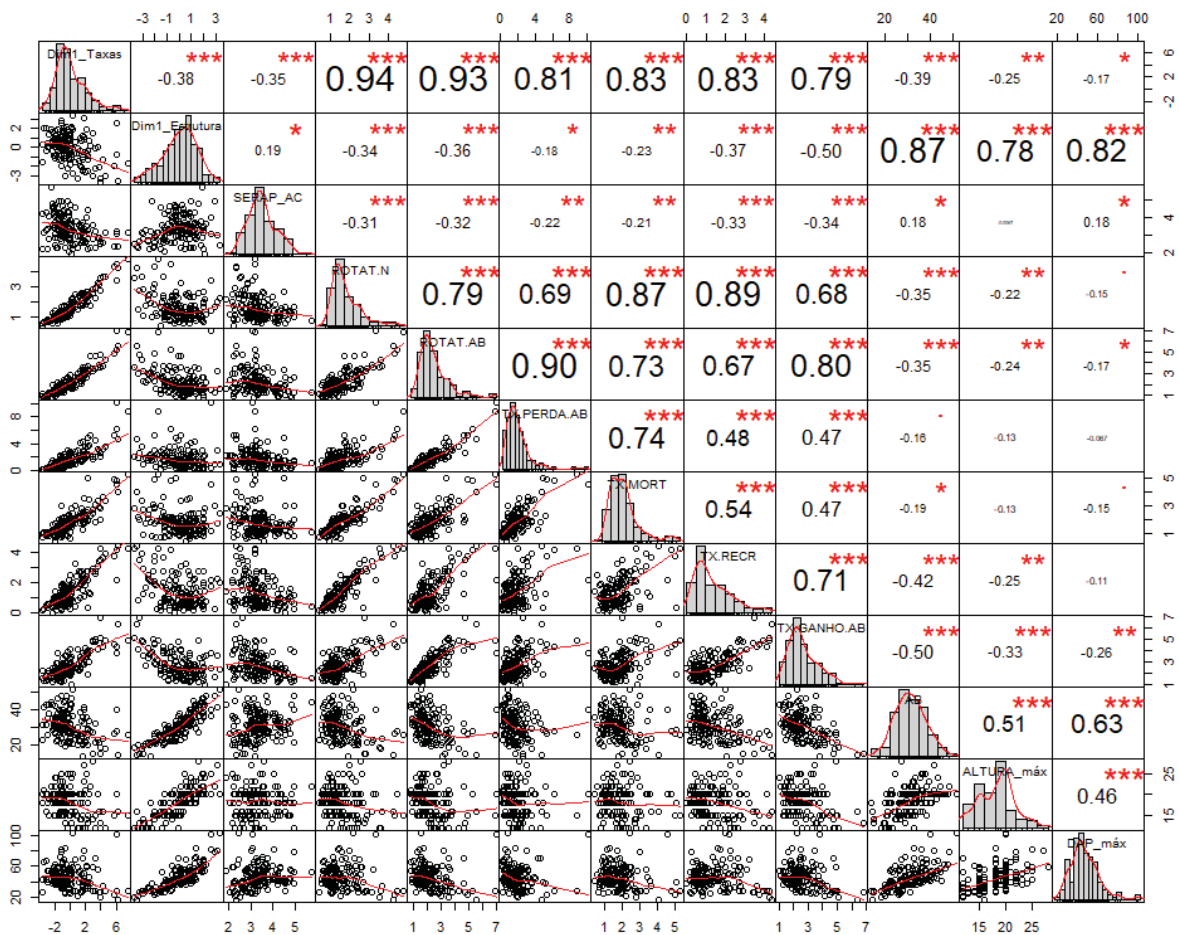 -3 -1 1 3 1 2 3 4 0 4 8 0 1 2 3 4 20 40 20 60 100
Dim1_Taxas *** -0.38 *** -0.35 *** 0.94 *** 0.93 *** 0.81 *** 0.83 *** 0.83 *** 0.79 *** -0.39 ** -0.25 * -0.17 -2 2 4 6
2 0 -3 Dim1_Estrutura * 0.19 *** -0.34 *** -0.36 * -0.18 ** -0.23 *** -0.37 *** -0.50 *** 0.87 *** 0.78 *** 0.82
SERAP_AC *** -0.31 *** -0.32 ** -0.22 ** -0.21 *** -0.33 *** -0.34 * 0.18 * 0.18 2 4
1 3 ROTAT.N *** 0.79 *** 0.69 *** 0.87 *** 0.89 *** 0.68 *** -0.35 ** -0.22 . -0.15
ROTAT.AB *** 0.90 *** 0.73 *** 0.67 *** 0.80 *** -0.35 ** -0.24 * -0.17 1 3 5 7
0 4 8 PERDA.AB *** 0.74 *** 0.48 *** 0.47 . -0.16 -0.13 -0.067
TX.MORT *** 0.54 *** 0.47 * -0.19 -0.13 . -0.15 1 3 5
0 2 4 TX.RECR *** 0.71 *** -0.42 ** -0.25 -0.11
TX.GANHO.AB *** -0.50 *** -0.33 ** -0.26 1 3 5 7
20 40 *** 0.51 *** 0.63
ALTURA_máx *** 0.46 15 25
20 60 100 DAP_máx
-2 2 4 6 2 3 4 5 1 3 5 7 1 2 3 4 5 1 3 5 7 15 20 25